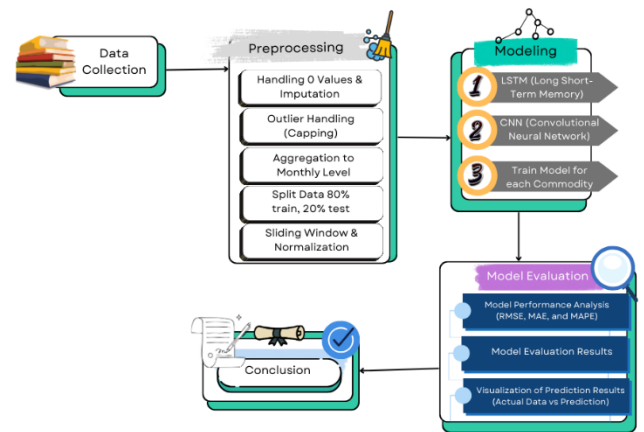 Data
Collection
Preprocessing
Handling 0 Values &
Imputation
Outlier Handling
(Capping)
Aggregation to
Monthly Level
Split Data 80%
train, 20% test
Sliding Window &
Normalization
Modeling
1
LSTM (Long Short-
Term Memory)
2
CNN (Convolutional
Neural Network)
3
Train Model for
each Commodity
Model Evaluation
Model Performance Analysis
(RMSE, MAE, and MAPE)
Model Evaluation Results
Visualization of Prediction Results
(Actual Data vs Prediction)
Conclusion